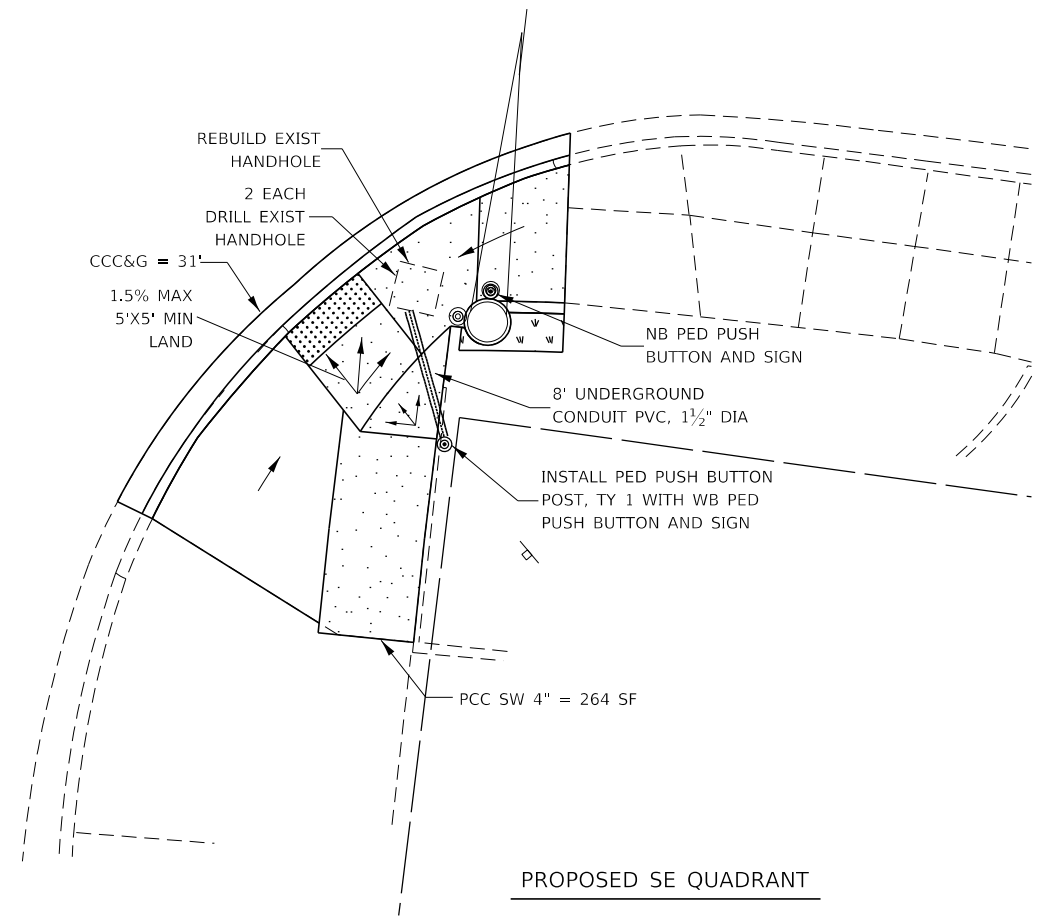 REBUILD EXIST
HANDHOLE
2 EACH
DRILL EXIST
HANDHOLE
CCC&G = 31'
1.5% MAX
5'X5' MIN
LAND
NB PED PUSH
BUTTON AND SIGN
8' UNDERGROUND
CONDUIT PVC, 1½" DIA
INSTALL PED PUSH BUTTON
POST, TY 1 WITH WB PED
PUSH BUTTON AND SIGN
PCC SW 4" = 264 SF
PROPOSED SE QUADRANT